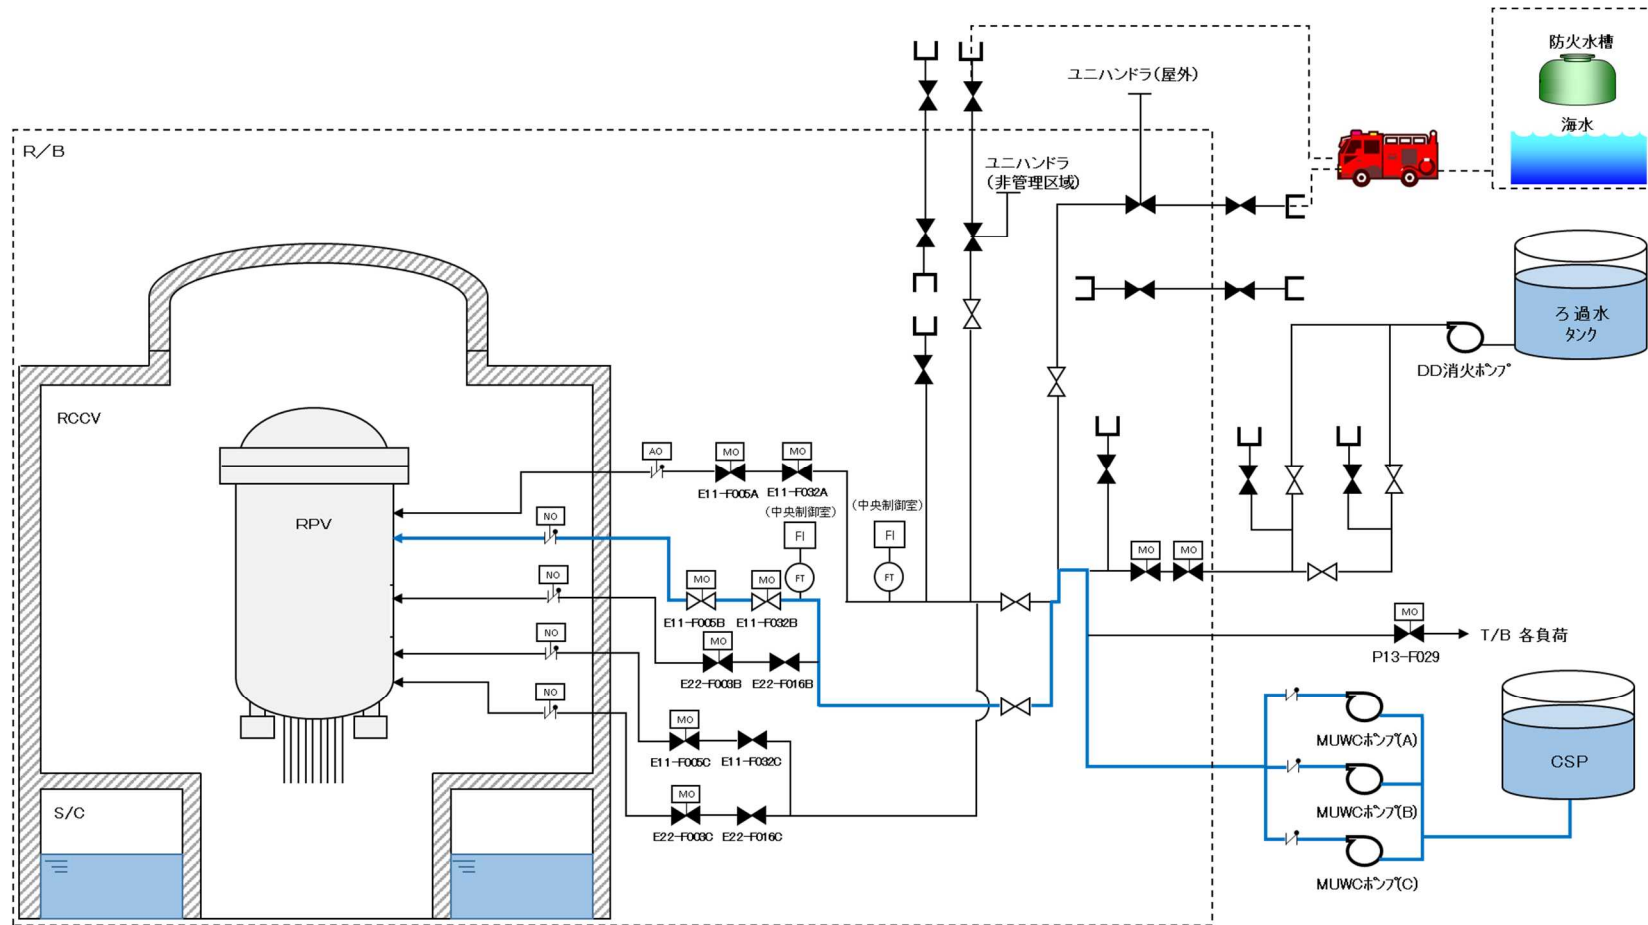 防火水槽
海水
ユニハンドラ(屋外)
R/B
ユニハンドラ
(非管理区域)
ろ過水
タンク
DD消火ポンプ
RCCV
AO
MO
MO
E11-F005A
E11-F032A
(中央制御室)
(中央制御室)
NO
RPV
FI
FI
MO
MO
NO
MO
MO
FT
FT
E11-F005B
E11-F032B
MO
MO
T/B 各負荷
P13-F029
NO
E22-F003B
E22-F016B
NO
MO
MUWCポンプ(A)
CSP
E11-F005C
E11-F032C
MO
S/C
MUWCポンプ(B)
E22-F003C
E22-F016C
MUWCポンプ(C)